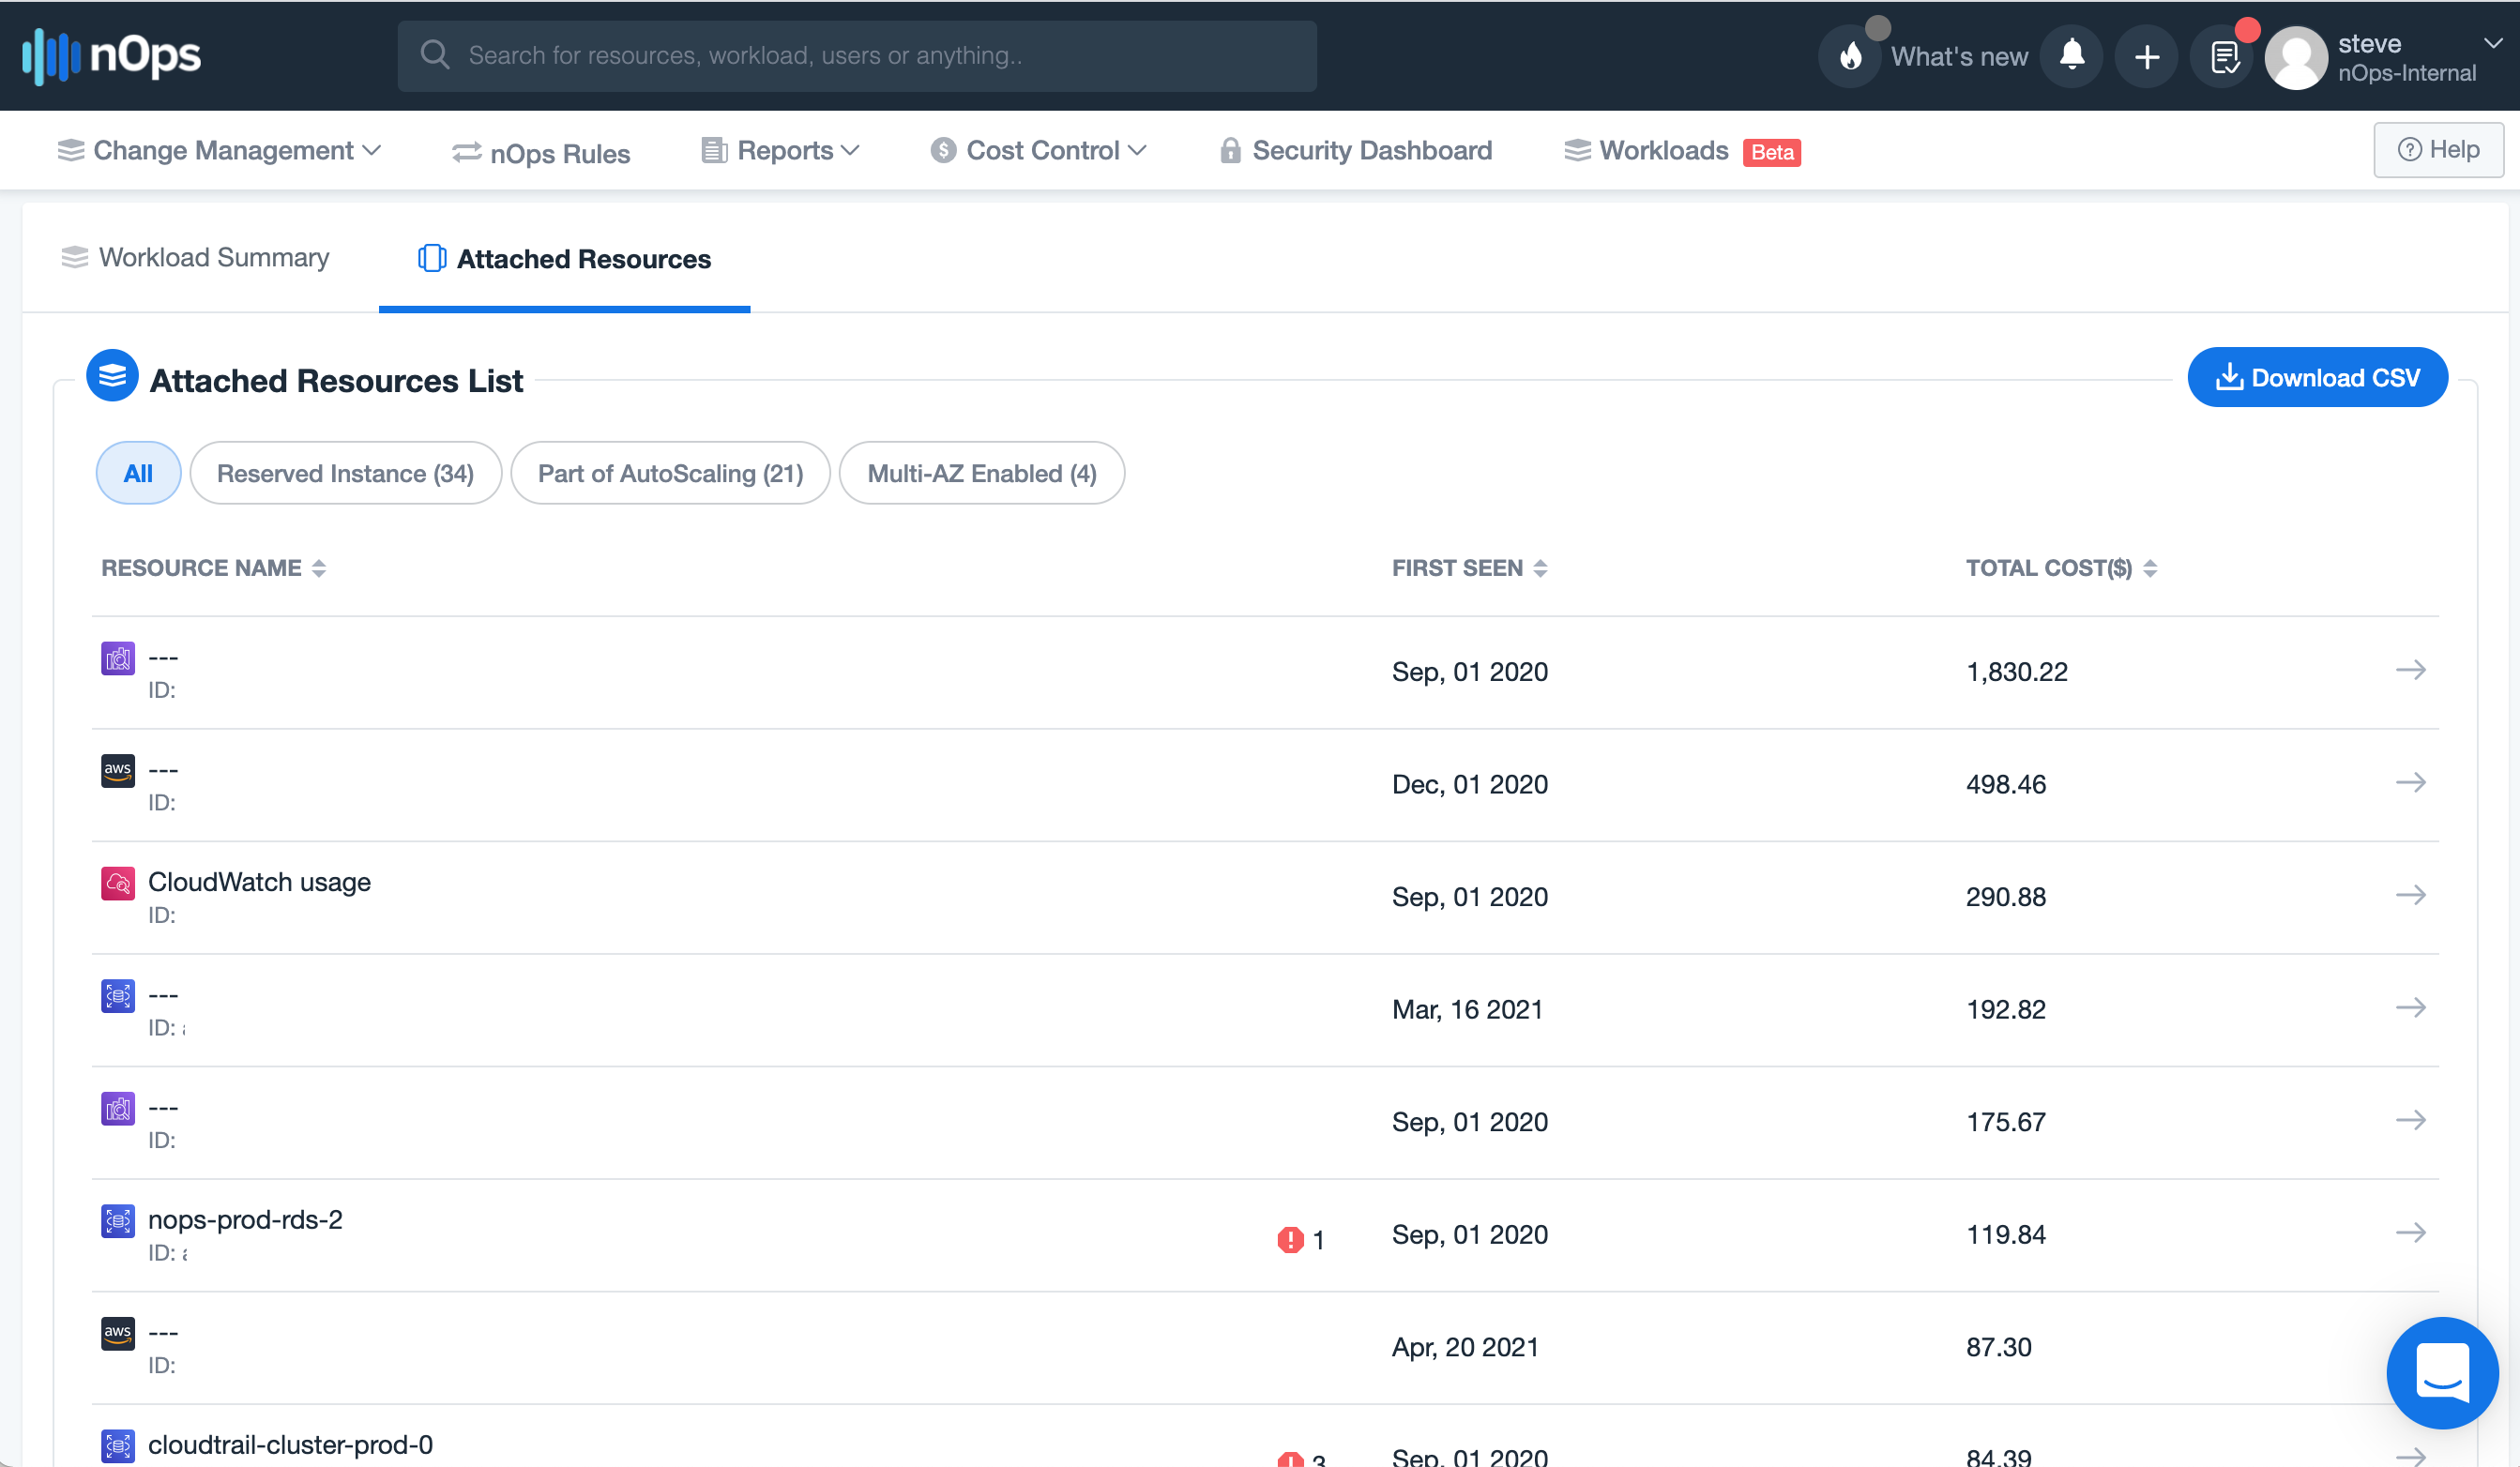 nOps
Search for resources, workload, users or anything..
What's new
steve
nOps-Internal
Change Management
nOps Rules
Reports
Cost Control
Security Dashboard
Workloads Beta
Help
Workload Summary
Attached Resources
Attached Resources List
Download CSV
All
Reserved Instance (34)
Part of AutoScaling (21)
Multi-AZ Enabled (4)
RESOURCE NAME FIRST SEEN TOTAL COST($)
---
ID:
Sep, 01 2020 1,830.22
aws ---
ID:
Dec, 01 2020 498.46
CloudWatch usage
ID:
Sep, 01 2020 290.88
---
ID:
Mar, 16 2021 192.82
---
ID:
Sep, 01 2020 175.67
nops-prod-rds-2
ID:
1 Sep, 01 2020 119.84
aws ---
ID:
Apr, 20 2021 87.30
cloudtrail-cluster-prod-0
3 Sep, 01 2020 84.39